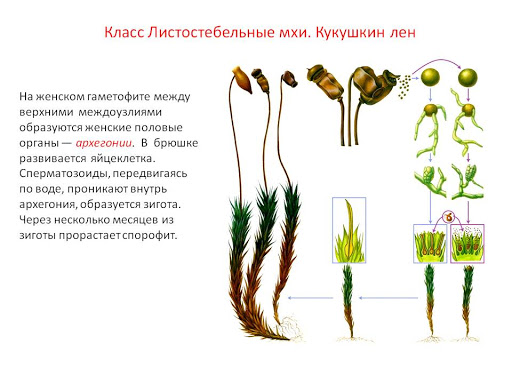 Класс Листостебельные мхи. Кукушкин лен
На женском гаметофите между
верхними междоузлиями
образуются женские половые
органы — архегонии. В брюшке
развивается яйцеклетка.
Сперматозоиды, передвигаясь
по воде, проникают внутрь
архегония, образуется зигота.
Через несколько месяцев из
зиготы прорастает спорофит.